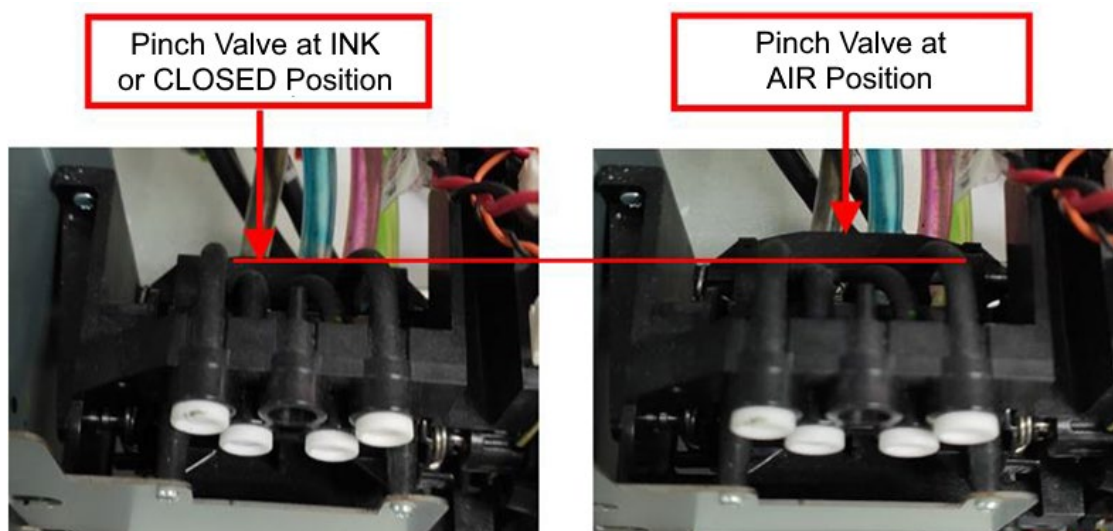 Pinch Valve at INK
or CLOSED Position
Pinch Valve at
AIR Position